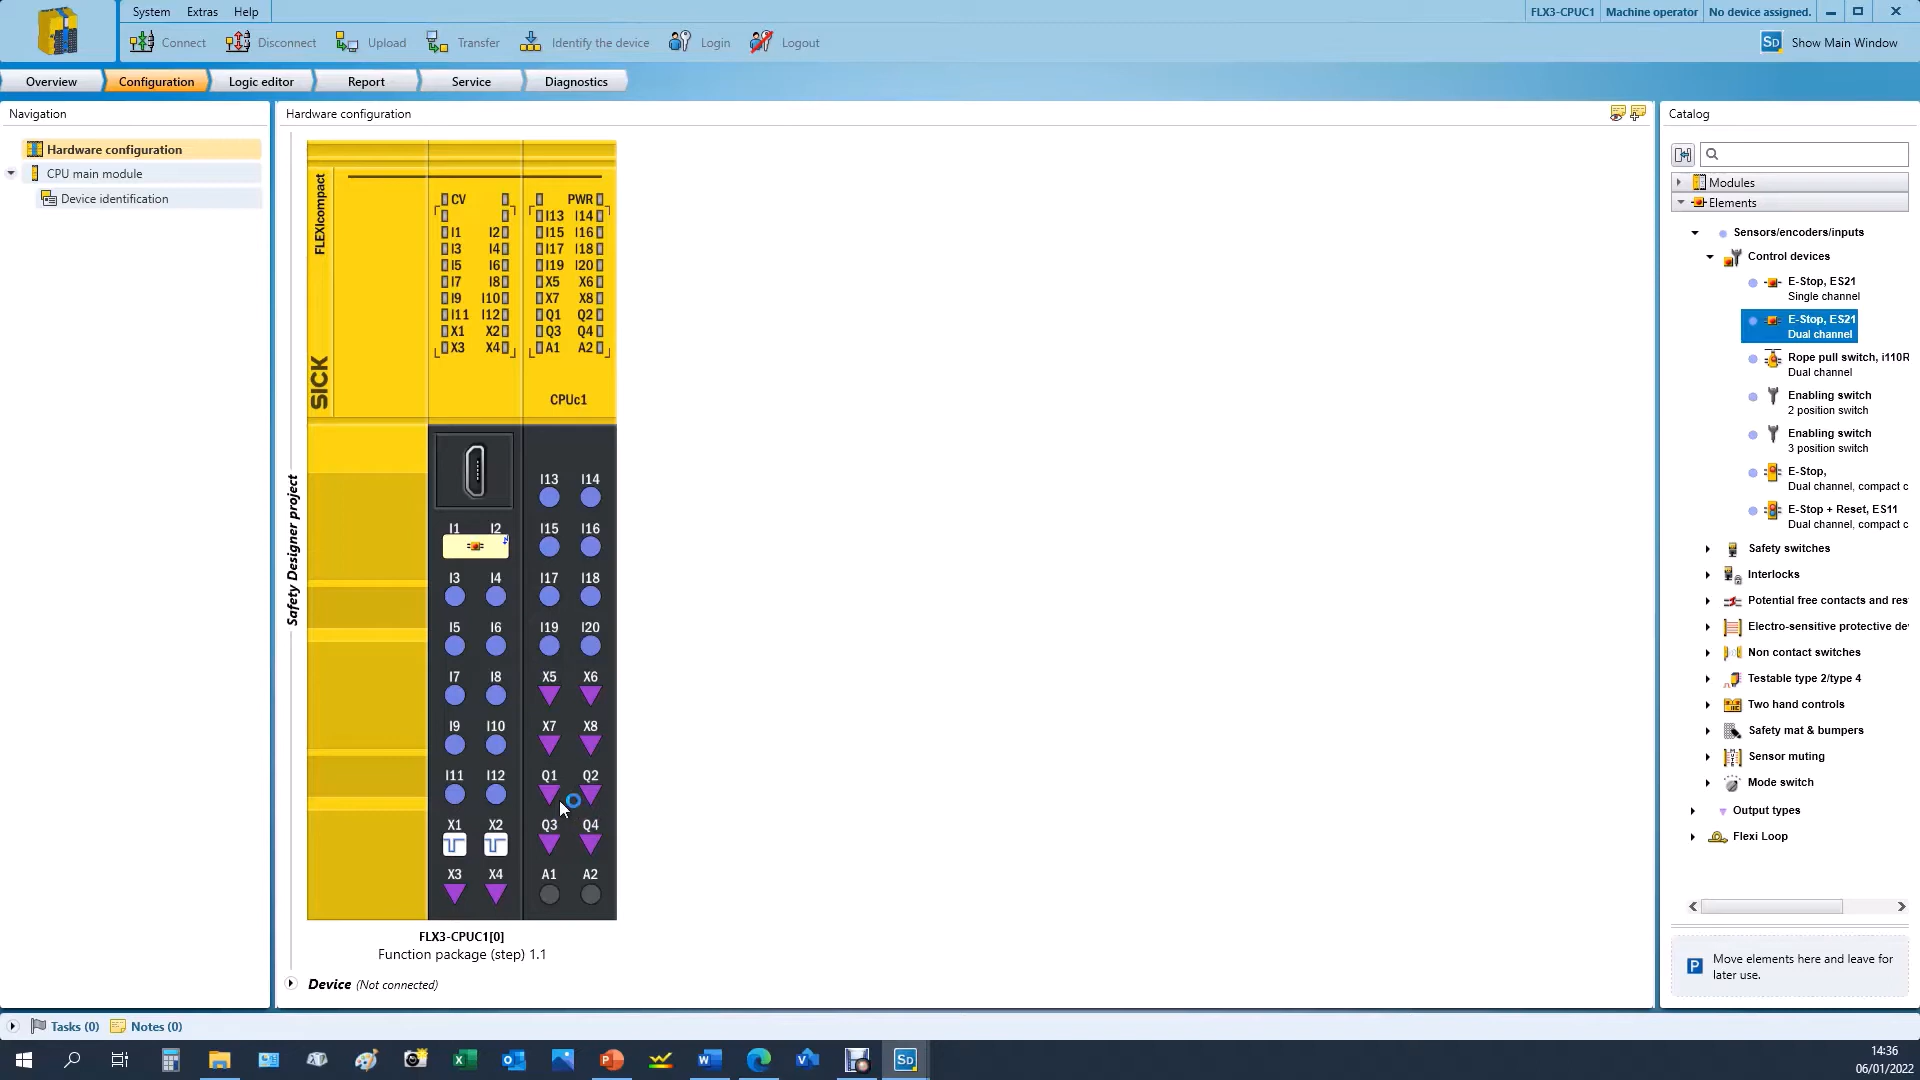 System Extras Help
FLX3-CPUC1 Machine operator No device assigned.
Connect Disconnect Upload Transfer Identify the device Login Logout
SD Show Main Window
Overview Configuration Logic editor Report Service Diagnostics
Navigation
Hardware configuration
CPU main module
Device identification
Hardware configuration
FLEXIcompact
SICK
Safety Designer project
CV
I1 I2
I3 I4
I5 I6
I7 I8
I9 I10
I11 I12
X1 X2
X3 X4
PWR
I13 I14
I15 I16
I17 I18
I19 I20
X5 X6
X7 X8
Q1 Q2
Q3 Q4
A1 A2
CPUc1
I13 I14
I1 I2 I15 I16
I3 I4 I17 I18
I5 I6 I19 I20
I7 I8 X5 X6
I9 I10 X7 X8
I11 I12 Q1 Q2
X1 X2 Q3 Q4
X3 X4 A1 A2
FLX3-CPUC1[0]
Function package (step) 1.1
Device (Not connected)
Catalog
Modules
Elements
Sensors/encoders/inputs
Control devices
E-Stop, ES21
Single channel
E-Stop, ES21
Dual channel
Rope pull switch, i110R
Dual channel
Enabling switch
2 position switch
Enabling switch
3 position switch
E-Stop,
Dual channel, compact c
E-Stop + Reset, ES11
Dual channel, compact c
Safety switches
Interlocks
Potential free contacts and res
Electro-sensitive protective de
Non contact switches
Testable type 2/type 4
Two hand controls
Safety mat & bumpers
Sensor muting
Mode switch
Output types
Flexi Loop
P Move elements here and leave for
later use.
Tasks (0) Notes (0)
14:36
06/01/2022